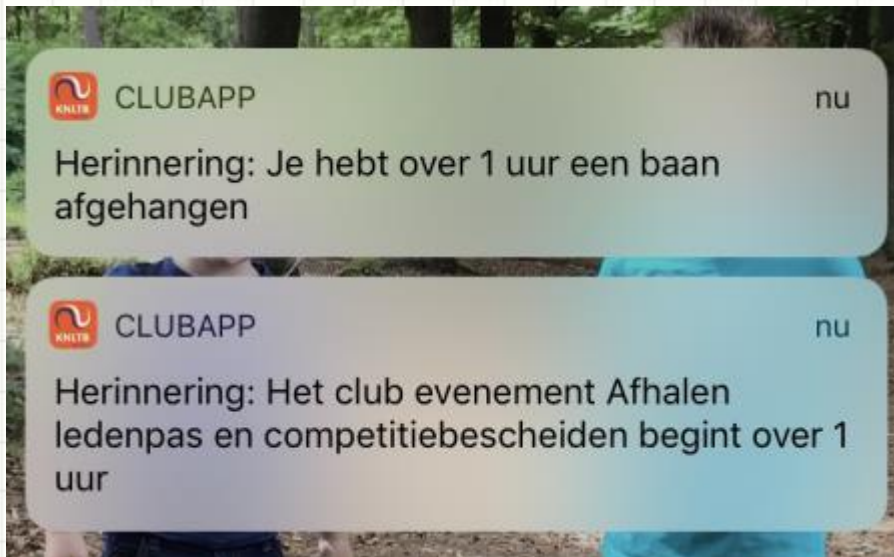 CLUBAPP nu
Herinnering: Je hebt over 1 uur een baan
afgehangen
KNLTB
CLUBAPP nu
Herinnering: Het club evenement Afhalen
ledenpas en competitiebescheiden begint over 1
uur
KNLTB